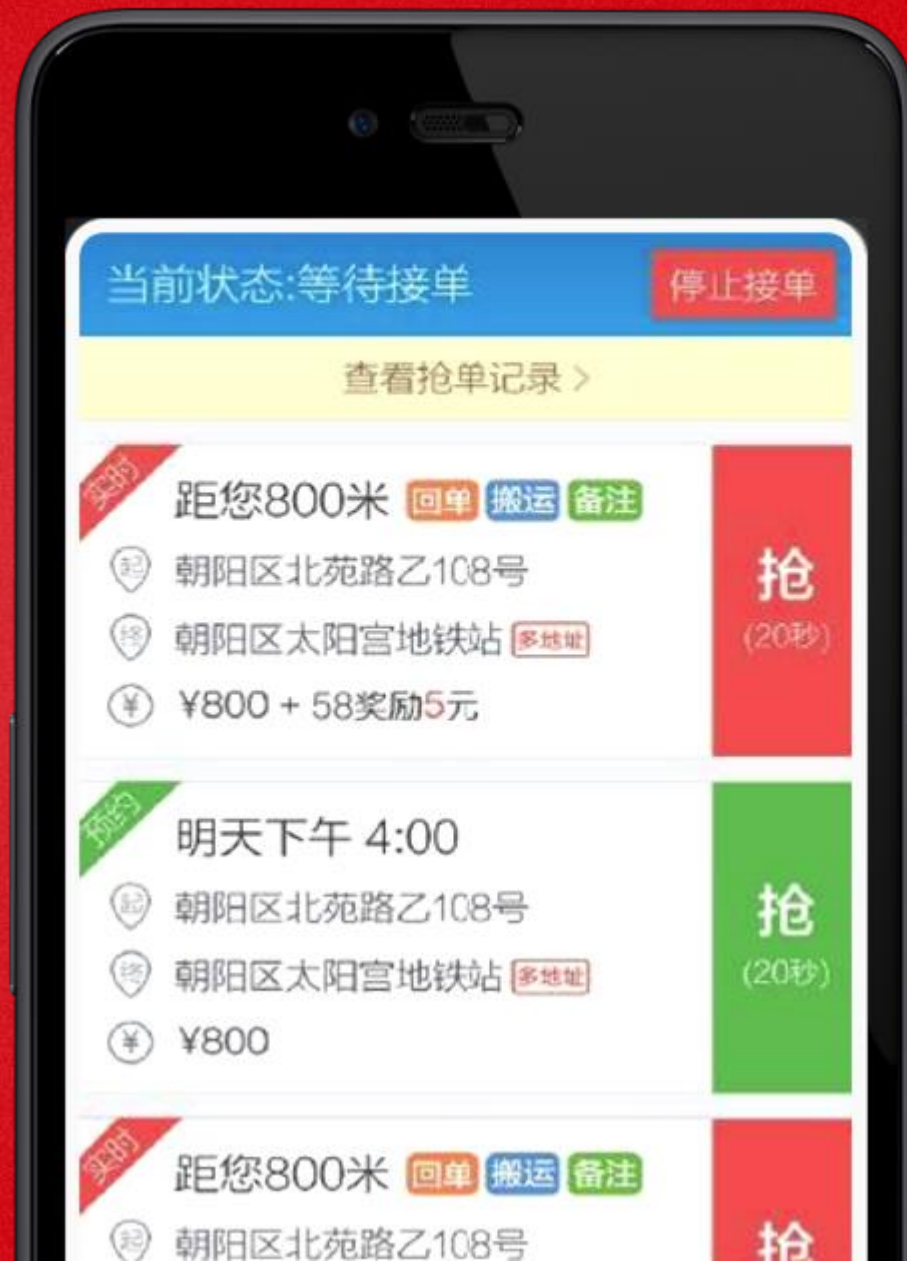 当前状态:等待接单
停止接单
查看抢单记录 >
实时
距您800米 回单 搬运 备注
起 朝阳区北苑路乙108号
终 朝阳区太阳宫地铁站 多地址
¥ ¥800 + 58奖励5元
抢
(20秒)
预约
明天下午 4:00
起 朝阳区北苑路乙108号
终 朝阳区太阳宫地铁站 多地址
¥ ¥800
抢
(20秒)
实时
距您800米 回单 搬运 备注
起 朝阳区北苑路乙108号
抢